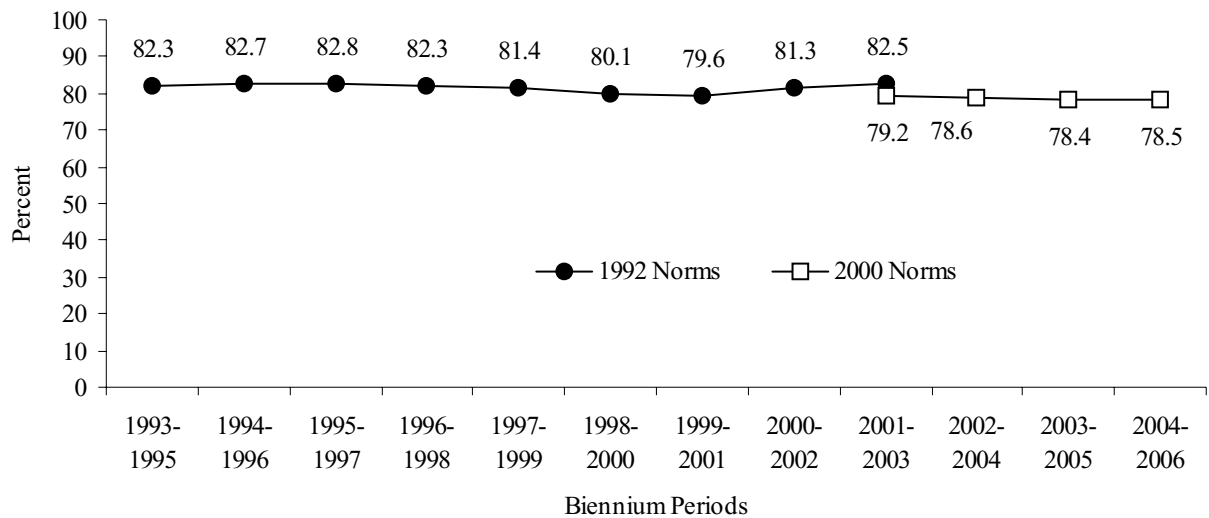 100
90
80
70
60
50
40
30
20
10
0
Percent
82.3 82.7 82.8 82.3 81.4 80.1 79.6 81.3 82.5
79.2 78.6 78.4 78.5
1992 Norms 2000 Norms
1993- 1994- 1995- 1996- 1997- 1998- 1999- 2000- 2001- 2002- 2003- 2004-
1995 1996 1997 1998 1999 2000 2001 2002 2003 2004 2005 2006
Biennium Periods